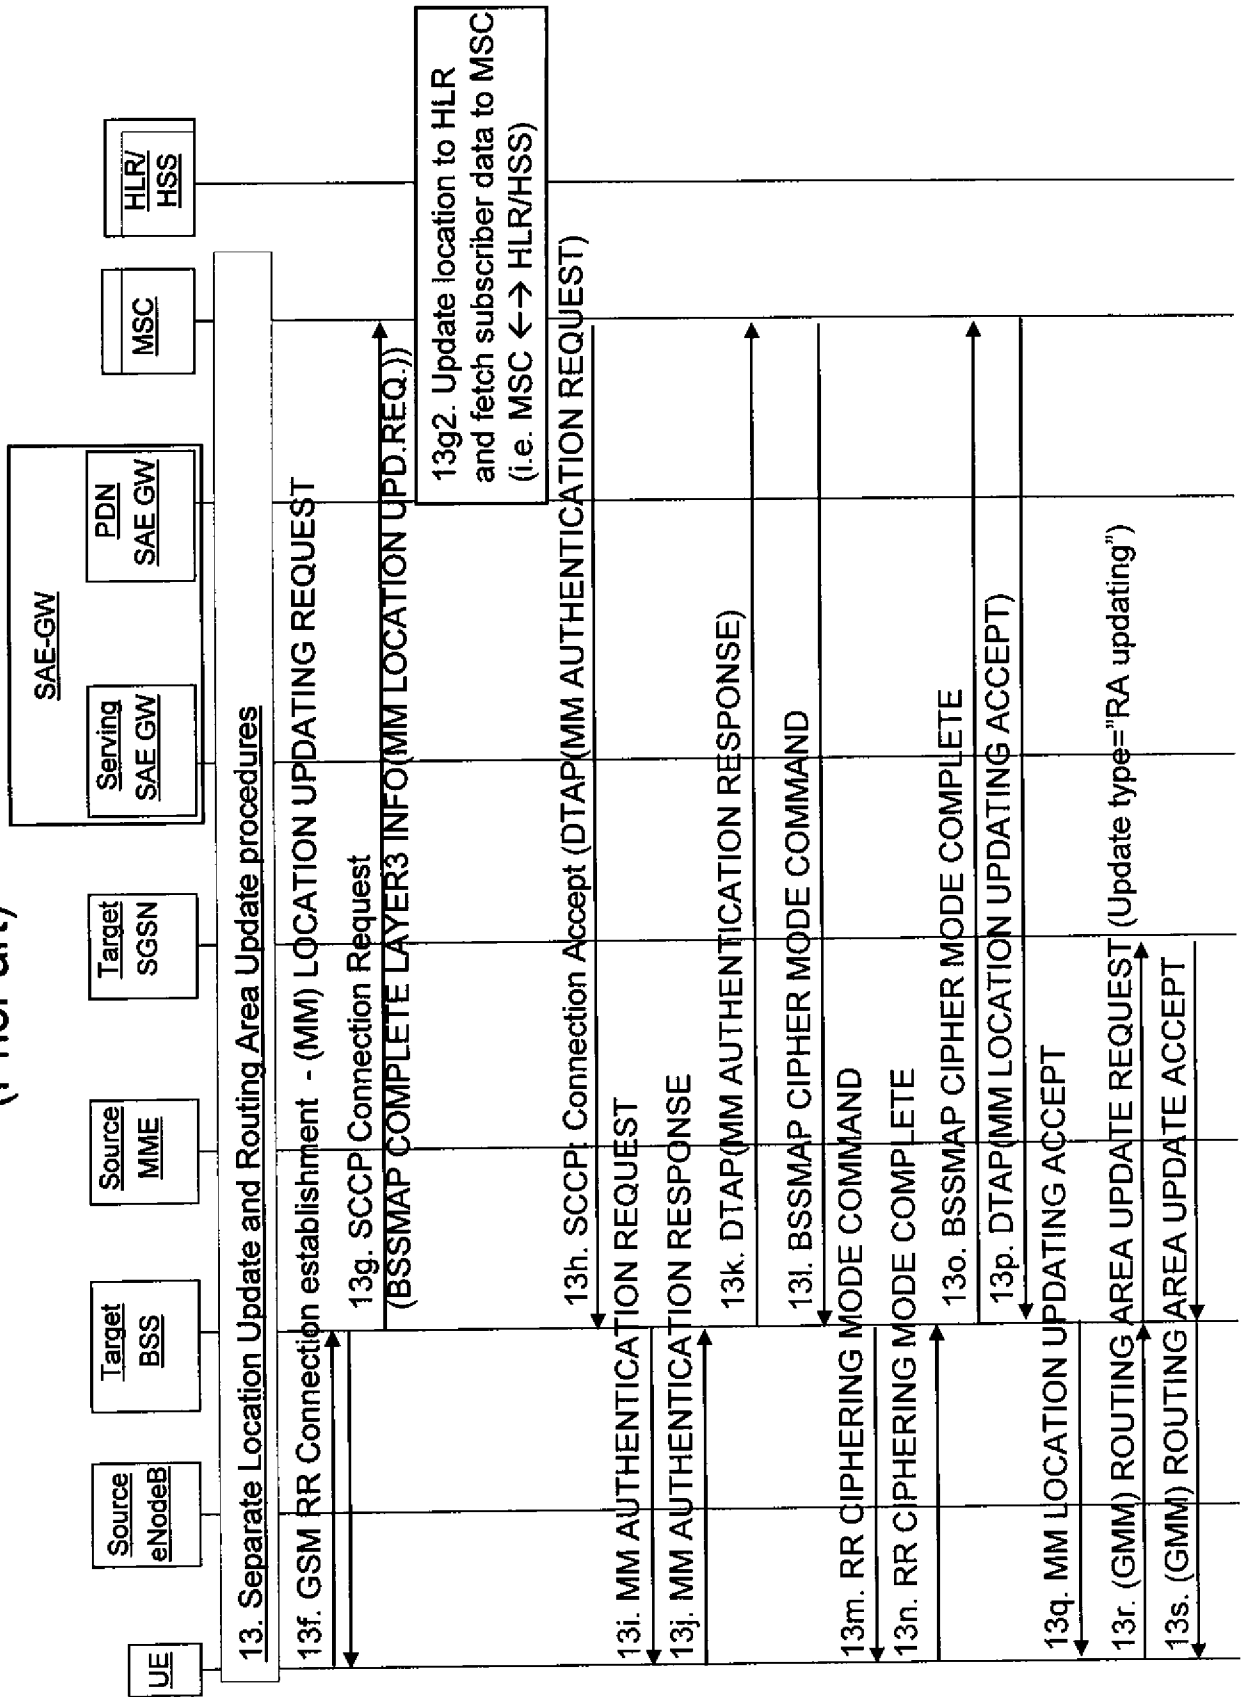 (Prior art)
SAE-GW
UE
Source
eNodeB
Target
BSS
Source
MME
Target
SGSN
Serving
SAE GW
PDN
SAE GW
MSC
HLR/
HSS
13. Separate Location Update and Routing Area Update procedures
13f. GSM RR Connection establishment - (MM) LOCATION UPDATING REQUEST
13g. SCCP: Connection Request
(BSSMAP COMPLETE LAYER3 INFO(MM LOCATION UPD.REQ.))
13g2. Update location to HLR
and fetch subscriber data to MSC
(i.e. MSC ←→ HLR/HSS)
13h. SCCP: Connection Accept (DTAP(MM AUTHENTICATION REQUEST)
13i. MM AUTHENTICATION REQUEST
13j. MM AUTHENTICATION RESPONSE
13k. DTAP(MM AUTHENTICATION RESPONSE)
13l. BSSMAP CIPHER MODE COMMAND
13m. RR CIPHERING MODE COMMAND
13n. RR CIPHERING MODE COMPLETE
13o. BSSMAP CIPHER MODE COMPLETE
13p. DTAP(MM LOCATION UPDATING ACCEPT)
13q. MM LOCATION UPDATING ACCEPT
13r. (GMM) ROUTING AREA UPDATE REQUEST (Update type="RA updating")
13s. (GMM) ROUTING AREA UPDATE ACCEPT